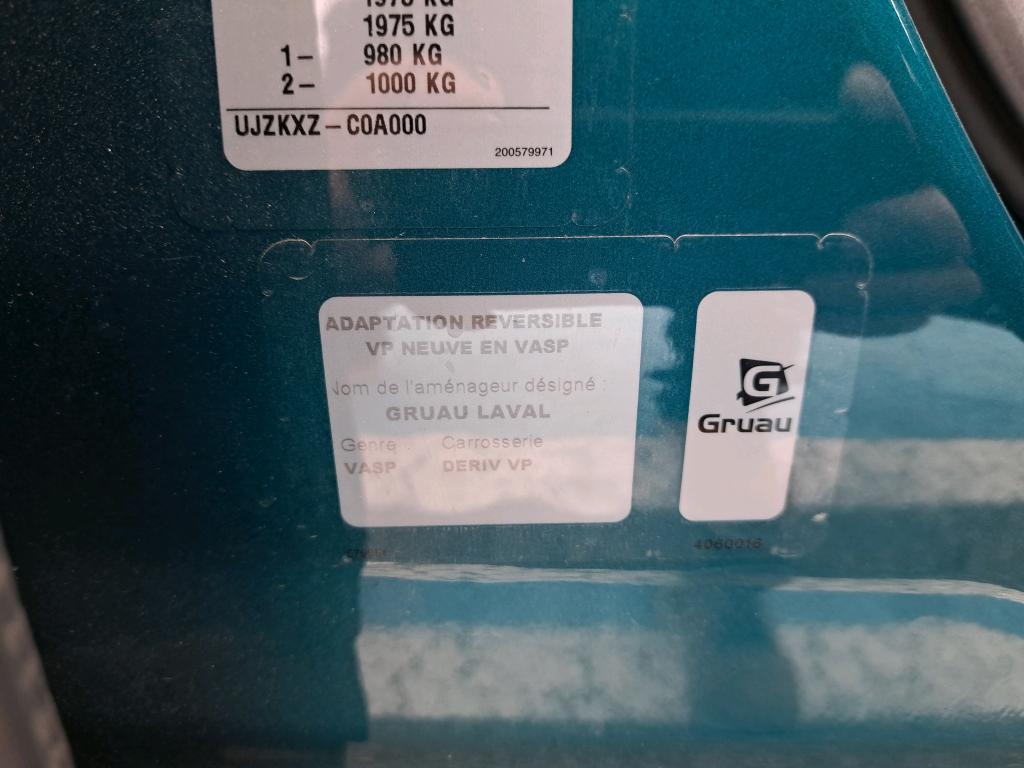 1975 KG
1- 980 KG
2- 1000 KG
UJZKXZ - C0A000
200579971
ADAPTATION REVERSIBLE
VP NEUVE EN VASP
Nom de l'aménageur désigné :
GRUAU LAVAL
Genre : Carrosserie
VASP DERIV VP
G
Gruau
4060016